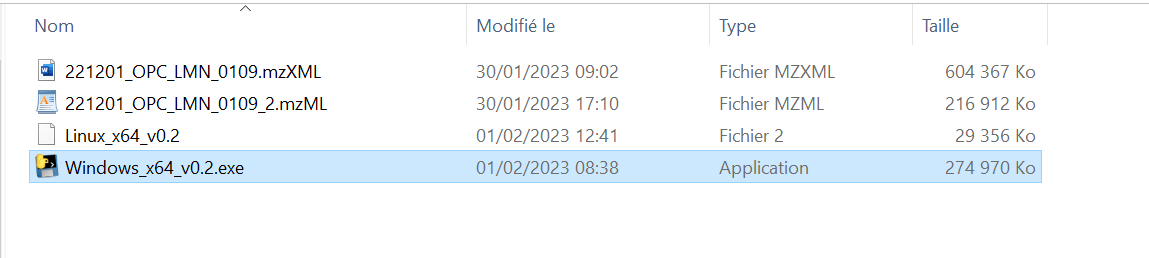 Nom Modifié le Type Taille
221201_OPC_LMN_0109.mzXML 30/01/2023 09:02 Fichier MZXML 604 367 Ko
221201_OPC_LMN_0109_2.mzML 30/01/2023 17:10 Fichier MZML 216 912 Ko
Linux_x64_v0.2 01/02/2023 12:41 Fichier 2 29 356 Ko
Windows_x64_v0.2.exe 01/02/2023 08:38 Application 274 970 Ko